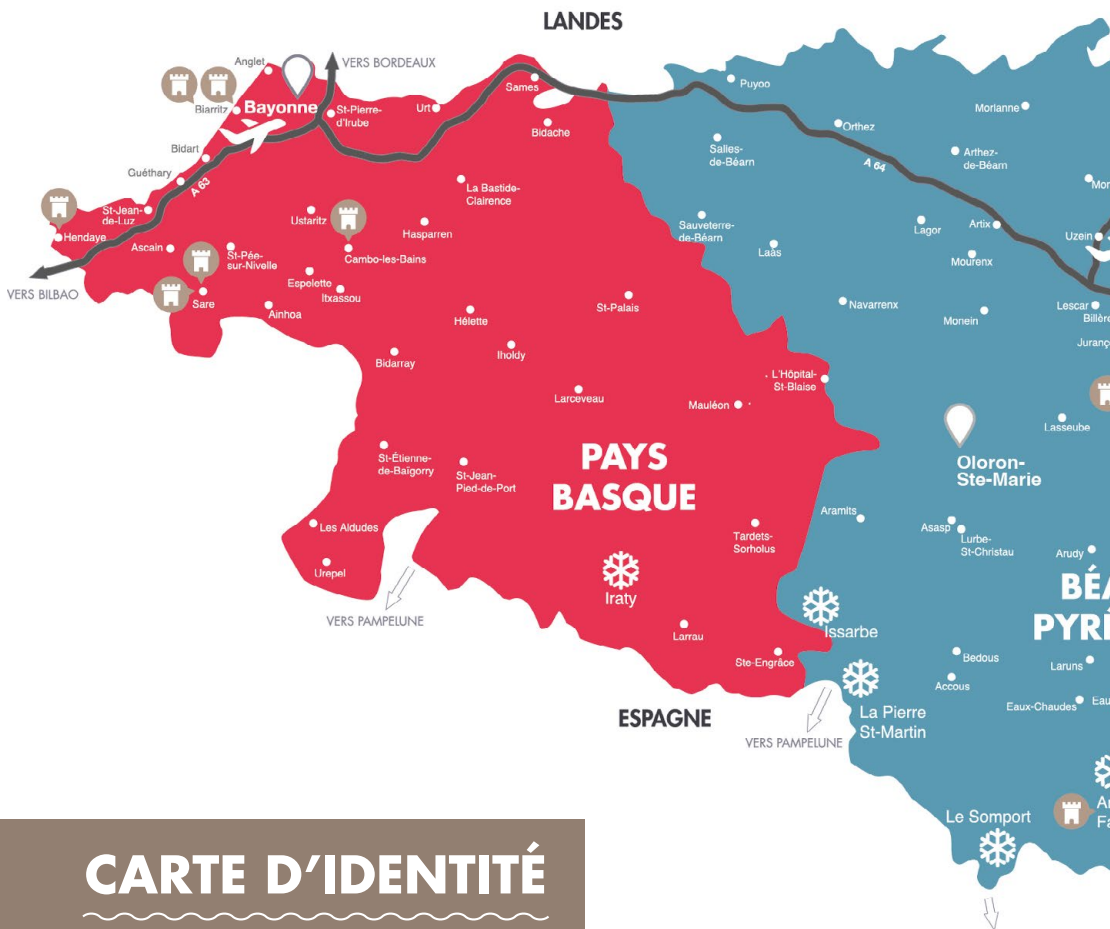 LANDES
Anglet
VERS BORDEAUX
Biarritz
Bayonne
St-Pierre-
d'Irube
Urt
Sames
Bidache
Puyoo
Morlanne
Orthez
Salles-
de-Béarn
Arthez-
de-Béarn
A 64
Bidart
Guéthary
A 63
La Bastide-
Clairence
St-Jean-
de-Luz
Hendaye
Ustaritz
Hasparren
Sauveterre-
de-Béarn
Laàs
Lagor
Artix
Uzein
Mourenx
Ascain
St-Pée-
sur-Nivelle
Cambo-les-Bains
VERS BILBAO
Sare
Espelette
Itxassou
Ainhoa
Hélette
St-Palais
Navarrenx
Monein
Lescar
Billère
Iholdy
Bidarray
L'Hôpital-
St-Blaise
Larceveau
Mauléon
Lasseube
St-Étienne-
de-Baïgorry
St-Jean-
Pied-de-Port
PAYS
BASQUE
Oloron-
Ste-Marie
Aramits
Asasp
Lurbe-
St-Christau
Les Aldudes
Tardets-
Sorholus
Arudy
Urepel
Iraty
VERS PAMPELUNE
Issarbe
Larrau
Ste-Engrâce
Bedous
Laruns
Accous
Eaux-Chaudes
ESPAGNE
La Pierre
St-Martin
VERS PAMPELUNE
Le Somport
CARTE D'IDENTITÉ